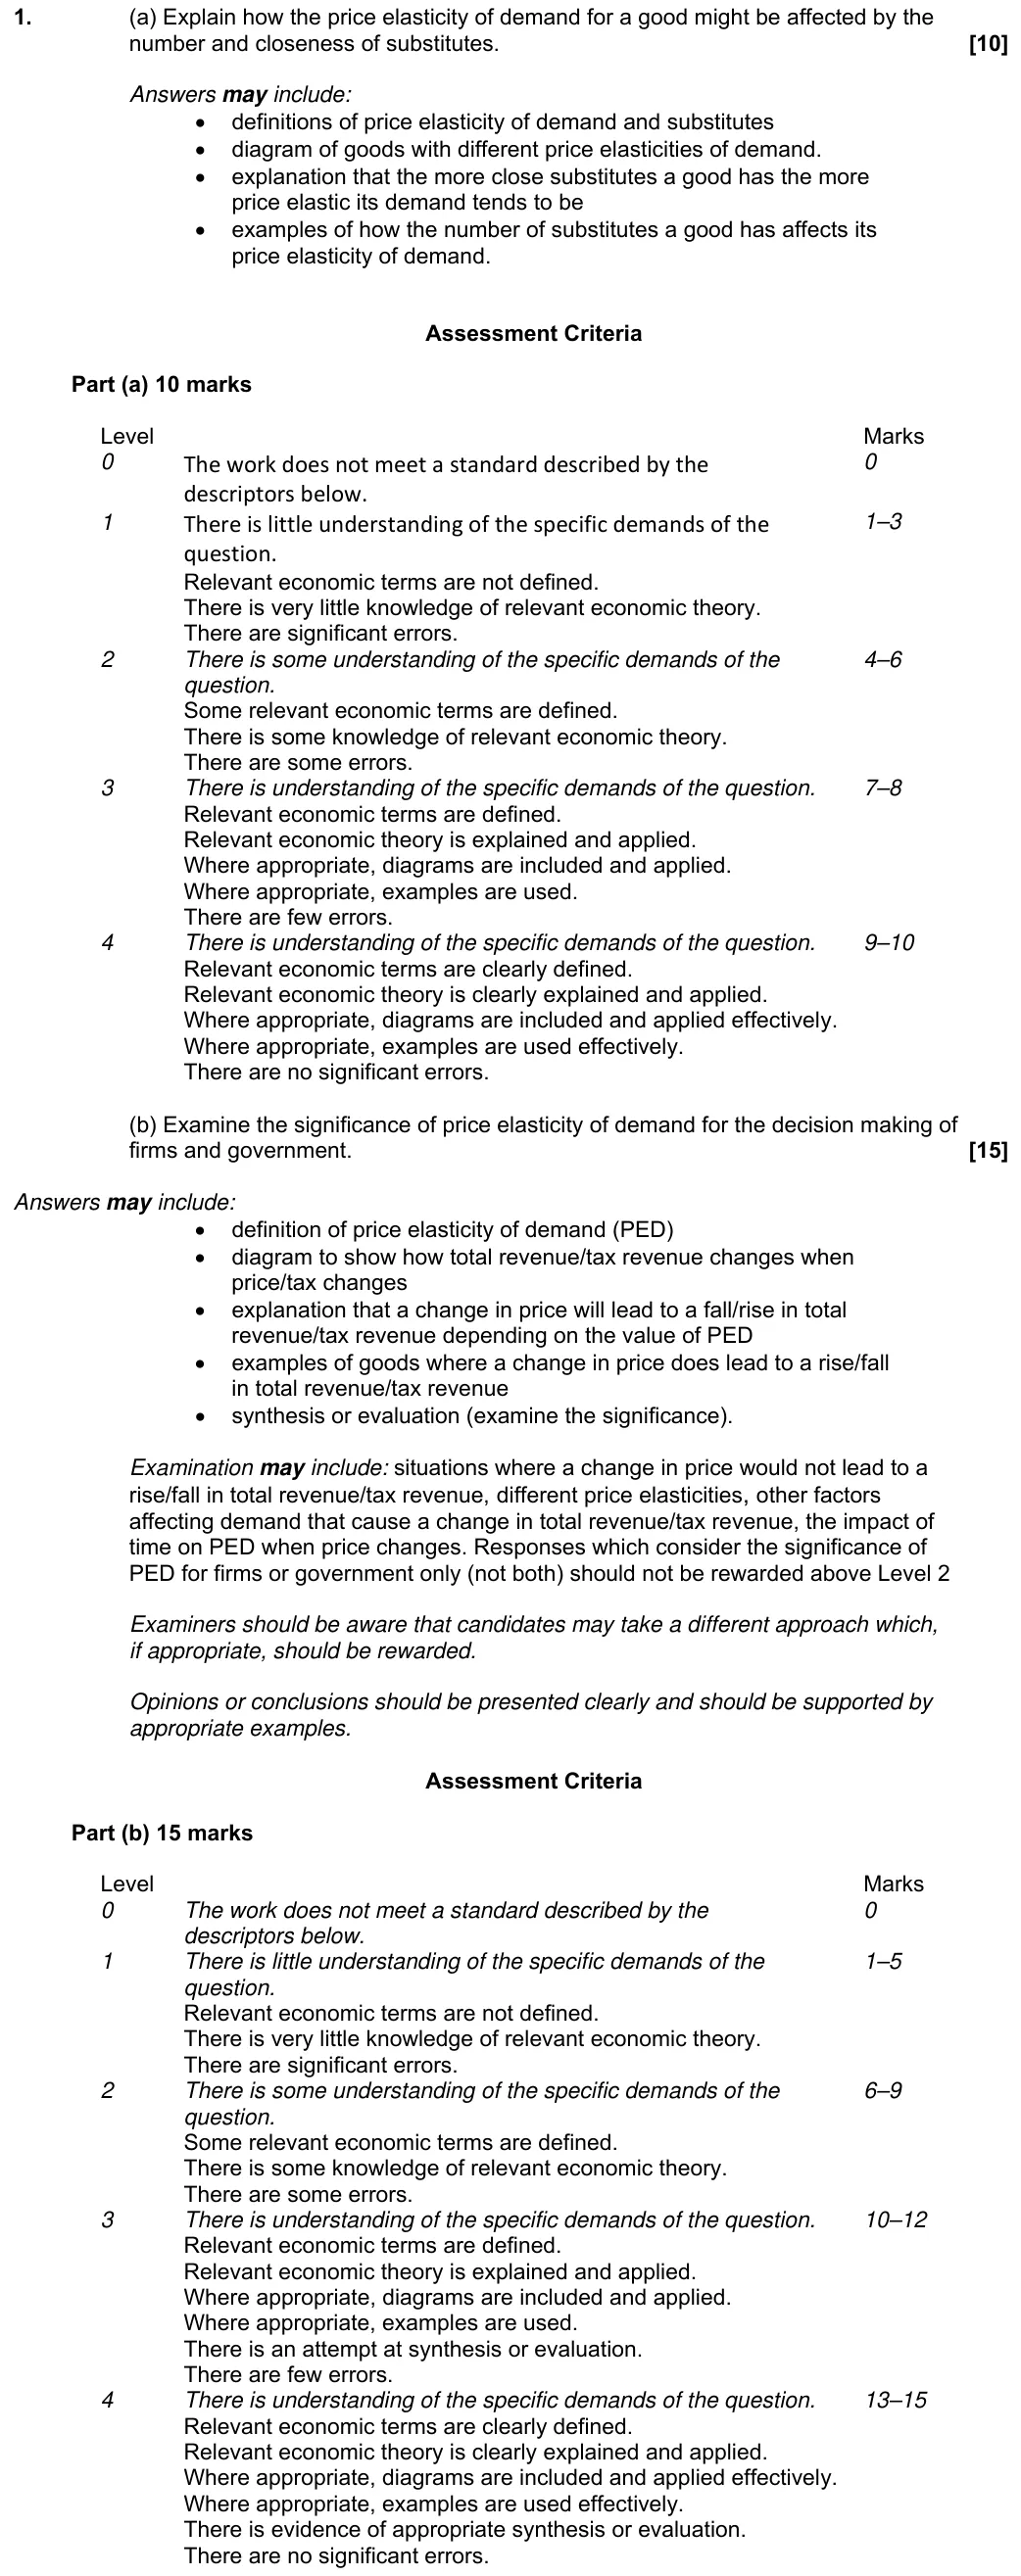 1. (a) Explain how the price elasticity of demand for a good might be affected by the
number and closeness of substitutes. [10]
Answers may include:
• definitions of price elasticity of demand and substitutes
• diagram of goods with different price elasticities of demand.
• explanation that the more close substitutes a good has the more
price elastic its demand tends to be
• examples of how the number of substitutes a good has affects its
price elasticity of demand.
Assessment Criteria
Part (a) 10 marks
Level Marks
0 The work does not meet a standard described by the 0
descriptors below.
1 There is little understanding of the specific demands of the 1–3
question.
Relevant economic terms are not defined.
There is very little knowledge of relevant economic theory.
There are significant errors.
2 There is some understanding of the specific demands of the 4–6
question.
Some relevant economic terms are defined.
There is some knowledge of relevant economic theory.
There are some errors.
3 There is understanding of the specific demands of the question. 7–8
Relevant economic terms are defined.
Relevant economic theory is explained and applied.
Where appropriate, diagrams are included and applied.
Where appropriate, examples are used.
There are few errors.
4 There is understanding of the specific demands of the question. 9–10
Relevant economic terms are clearly defined.
Relevant economic theory is clearly explained and applied.
Where appropriate, diagrams are included and applied effectively.
Where appropriate, examples are used effectively.
There are no significant errors.
(b) Examine the significance of price elasticity of demand for the decision making of
firms and government. [15]
Answers may include:
• definition of price elasticity of demand (PED)
• diagram to show how total revenue/tax revenue changes when
price/tax changes
• explanation that a change in price will lead to a fall/rise in total
revenue/tax revenue depending on the value of PED
• examples of goods where a change in price does lead to a rise/fall
in total revenue/tax revenue
• synthesis or evaluation (examine the significance).
Examination may include: situations where a change in price would not lead to a
rise/fall in total revenue/tax revenue, different price elasticities, other factors
affecting demand that cause a change in total revenue/tax revenue, the impact of
time on PED when price changes. Responses which consider the significance of
PED for firms or government only (not both) should not be rewarded above Level 2
Examiners should be aware that candidates may take a different approach which,
if appropriate, should be rewarded.
Opinions or conclusions should be presented clearly and should be supported by
appropriate examples.
Assessment Criteria
Part (b) 15 marks
Level Marks
0 The work does not meet a standard described by the 0
descriptors below.
1 There is little understanding of the specific demands of the 1–5
question.
Relevant economic terms are not defined.
There is very little knowledge of relevant economic theory.
There are significant errors.
2 There is some understanding of the specific demands of the 6–9
question.
Some relevant economic terms are defined.
There is some knowledge of relevant economic theory.
There are some errors.
3 There is understanding of the specific demands of the question. 10–12
Relevant economic terms are defined.
Relevant economic theory is explained and applied.
Where appropriate, diagrams are included and applied.
Where appropriate, examples are used.
There is an attempt at synthesis or evaluation.
There are few errors.
4 There is understanding of the specific demands of the question. 13–15
Relevant economic terms are clearly defined.
Relevant economic theory is clearly explained and applied.
Where appropriate, diagrams are included and applied effectively.
Where appropriate, examples are used effectively.
There is evidence of appropriate synthesis or evaluation.
There are no significant errors.